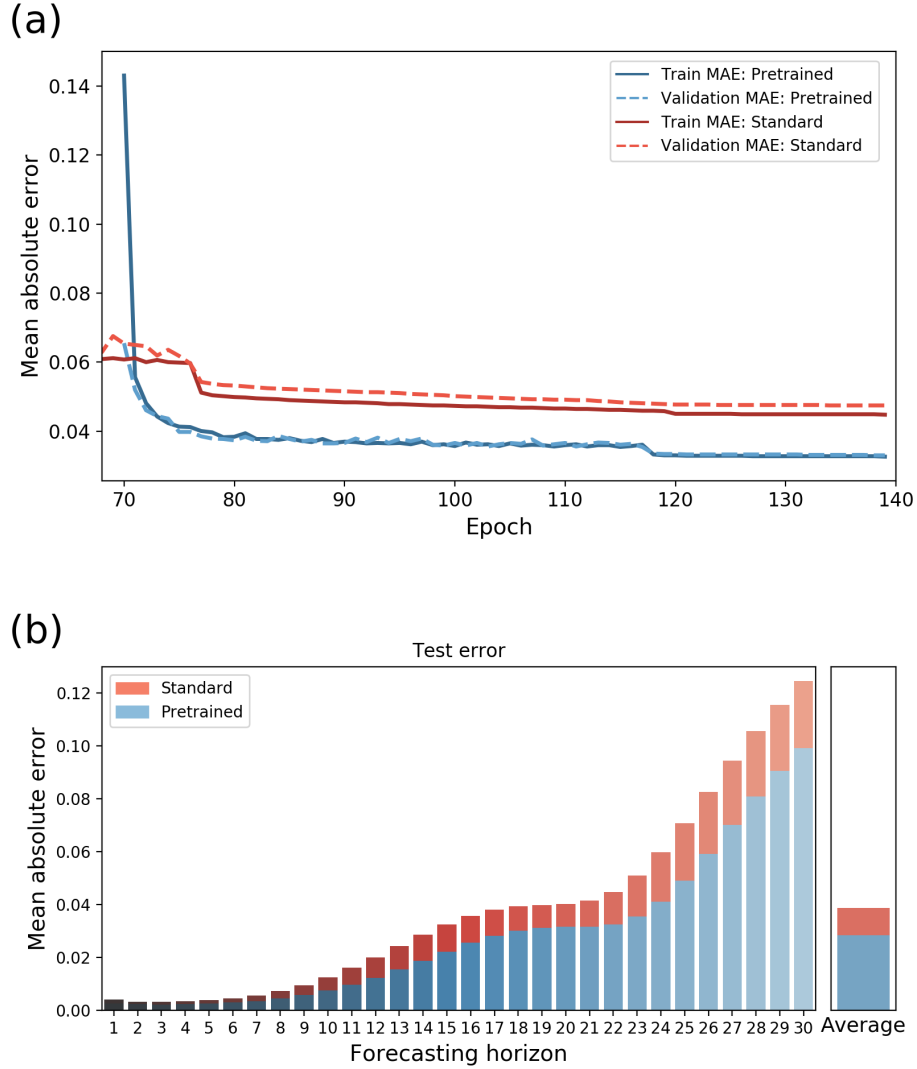 (a)
Mean absolute error
0.14
0.12
0.10
0.08
0.06
0.04
Train MAE: Pretrained
Validation MAE: Pretrained
Train MAE: Standard
Validation MAE: Standard
70 80 90 100 110 120 130 140
Epoch
(b)
Test error
Mean absolute error
0.12
0.10
0.08
0.06
0.04
0.02
0.00
Standard
Pretrained
1 2 3 4 5 6 7 8 9 10 11 12 13 14 15 16 17 18 19 20 21 22 23 24 25 26 27 28 29 30
Forecasting horizon
Average